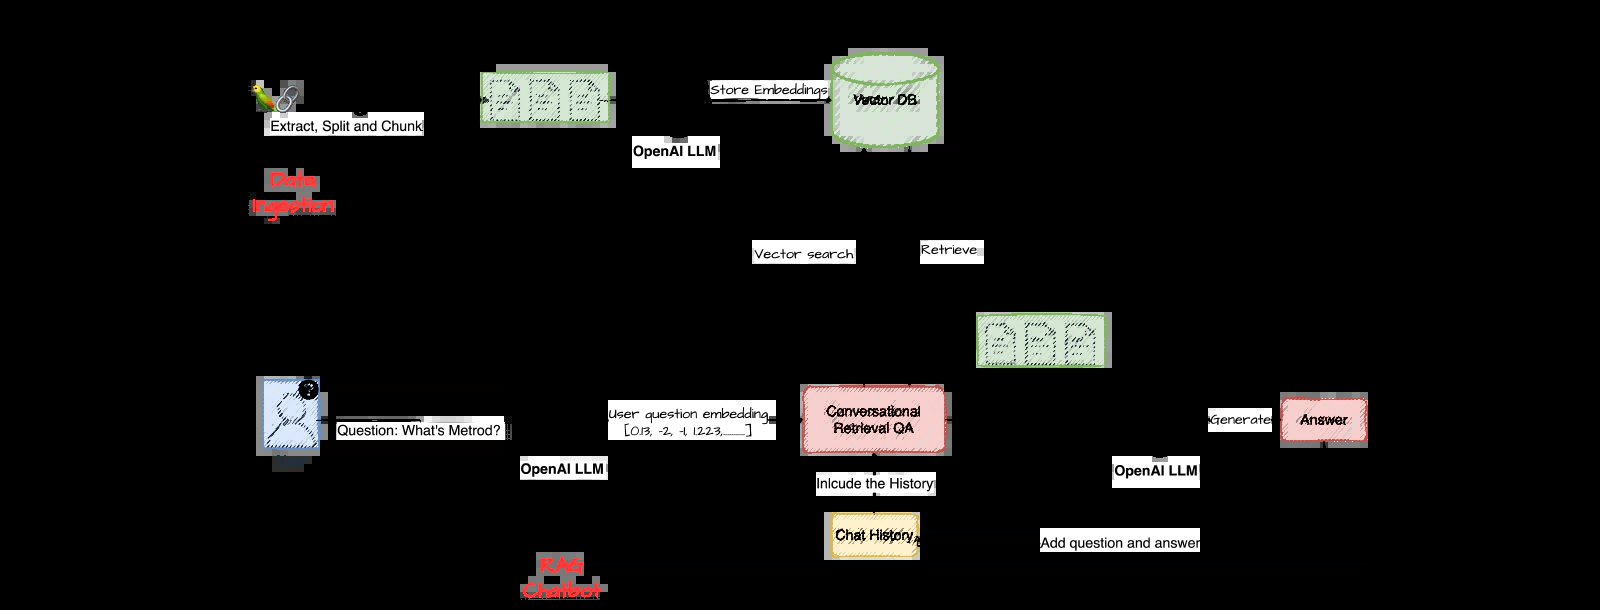 Store Embeddings
Vector DB
Extract, Split and Chunk
OpenAI LLM
Data
Ingestion
Vector search
Retrieve
?
User question embedding
[0.13, -2, -1, 1.223,........]
Conversational
Retrieval QA
Generate
Answer
Question: What's Metrod?
OpenAI LLM
OpenAI LLM
Inlcude the History
Chat History
Add question and answer
RAG
Chatbot